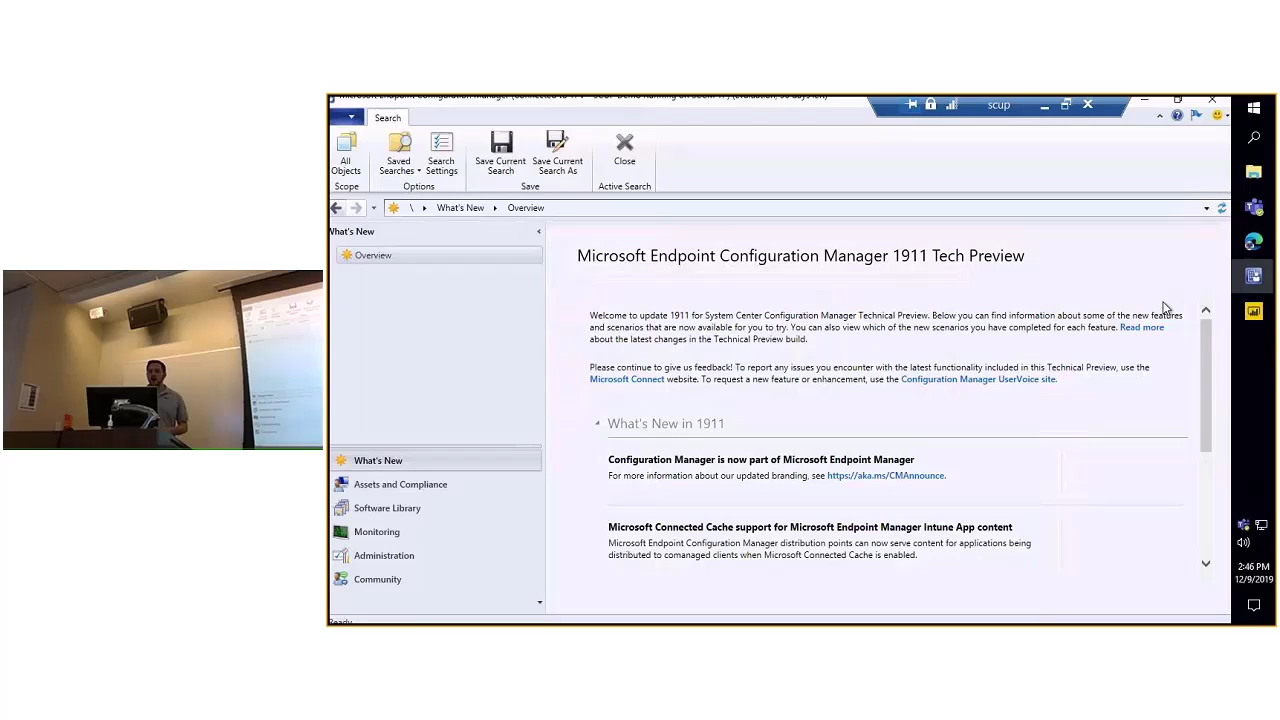 scup
Search
All
Objects
Saved
Searches
Search
Settings
Save Current
Search
Save Current
Search As
Close
Scope
Options
Save
Active Search
\ What's New Overview
What's New
Overview
Microsoft Endpoint Configuration Manager 1911 Tech Preview
Welcome to update 1911 for System Center Configuration Manager Technical Preview. Below you can find information about some of the new features
and scenarios that are now available for you to try. You can also view which of the new scenarios you have completed for each feature. Read more
about the latest changes in the Technical Preview build.
Please continue to give us feedback! To report any issues you encounter with the latest functionality included in this Technical Preview, use the
Microsoft Connect website. To request a new feature or enhancement, use the Configuration Manager UserVoice site.
What's New in 1911
Configuration Manager is now part of Microsoft Endpoint Manager
For more information about our updated branding, see https://aka.ms/CMAnnounce.
Microsoft Connected Cache support for Microsoft Endpoint Manager Intune App content
Microsoft Endpoint Configuration Manager distribution points can now serve content for applications being
distributed to comanaged clients when Microsoft Connected Cache is enabled.
What's New
Assets and Compliance
Software Library
Monitoring
Administration
Community
Ready
2:46 PM
12/9/2019